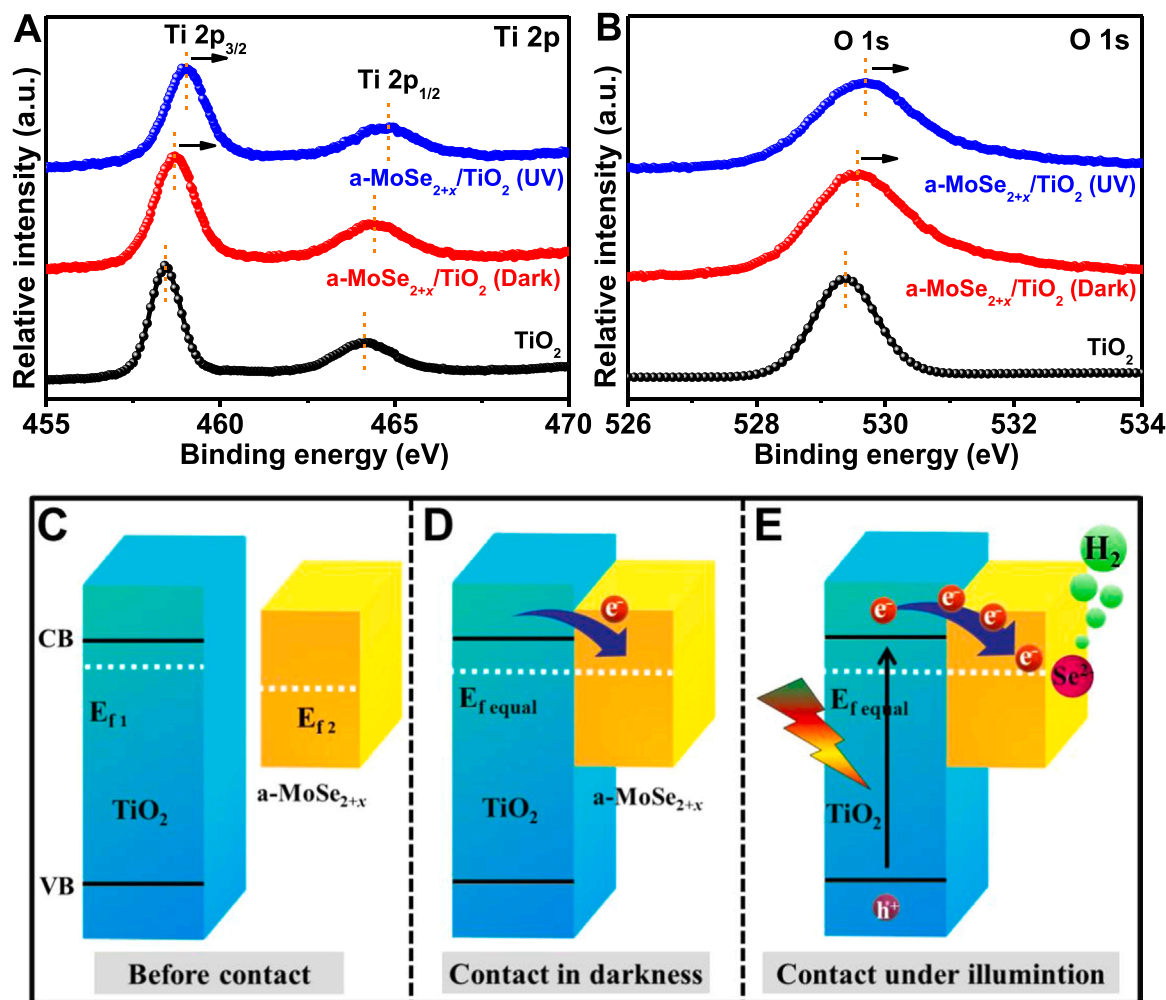 A
Ti 2p3/2
Ti 2p
Ti 2p1/2
a-MoSe2+x/TiO2 (UV)
a-MoSe2+x/TiO2 (Dark)
TiO2
Relative intensity (a.u.)
455 460 465 470
Binding energy (eV)
B
O 1s
O 1s
a-MoSe2+x/TiO2 (UV)
a-MoSe2+x/TiO2 (Dark)
TiO2
Relative intensity (a.u.)
526 528 530 532 534
Binding energy (eV)
C
CB
Ef 1
Ef 2
a-MoSe2+x
TiO2
VB
Before contact
D
e-
Ef equal
TiO2
a-MoSe2+x
Contact in darkness
E
H2
e-
e-
e-
e-
Se2-
Ef equal
TiO2
h+
Contact under illumintion